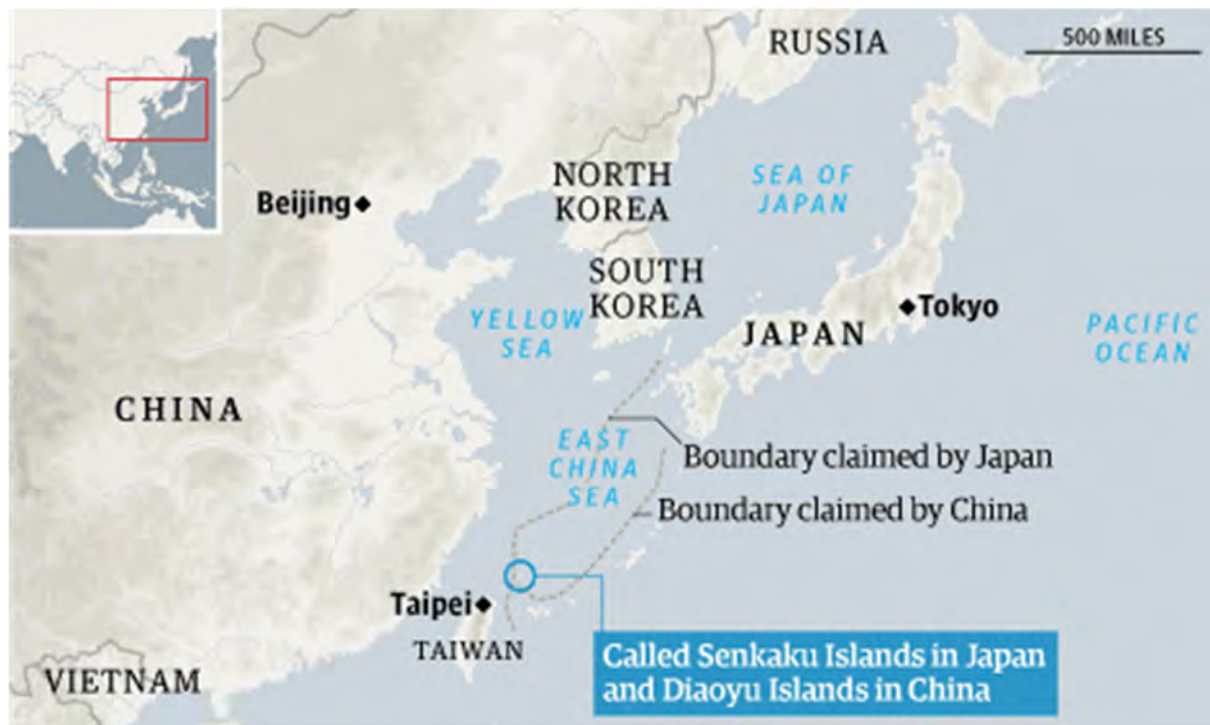 RUSSIA
500 MILES
NORTH
KOREA
SEA OF
JAPAN
Beijing
SOUTH
KOREA
YELLOW
SEA
JAPAN
Tokyo
PACIFIC
OCEAN
CHINA
EAST
CHINA
SEA
Boundary claimed by Japan
Boundary claimed by China
Taipei
TAIWAN
VIETNAM
Called Senkaku Islands in Japan
and Diaoyu Islands in China